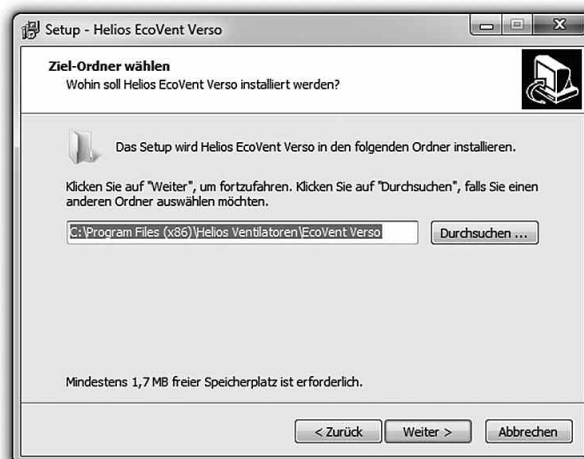 Setup - Helios EcoVent Verso
Ziel-Ordner wählen
Wohin soll Helios EcoVent Verso installiert werden?
Das Setup wird Helios EcoVent Verso in den folgenden Ordner installieren.
Klicken Sie auf "Weiter", um fortzufahren. Klicken Sie auf "Durchsuchen", falls Sie einen
anderen Ordner auswählen möchten.
C:\Program Files (x86)\Helios Ventilatoren\EcoVent Verso
Durchsuchen ...
Mindestens 1,7 MB freier Speicherplatz ist erforderlich.
< Zurück Weiter > Abbrechen